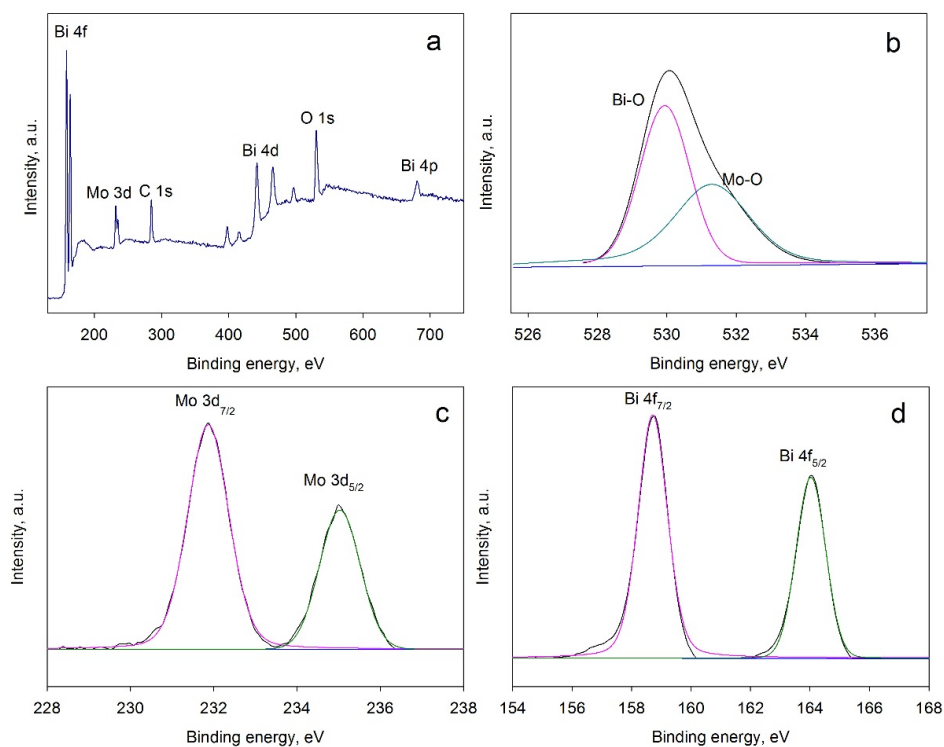 a
Bi 4f
Mo 3d
C 1s
Bi 4d
O 1s
Bi 4p
Intensity, a.u.
200 300 400 500 600 700
Binding energy, eV
b
Bi-O
Mo-O
Intensity, a.u.
526 528 530 532 534 536
Binding energy, eV
c
Mo 3d7/2
Mo 3d5/2
Intensity, a.u.
228 230 232 234 236 238
Binding energy, eV
d
Bi 4f7/2
Bi 4f5/2
Intensity, a.u.
154 156 158 160 162 164 166 168
Binding energy, eV